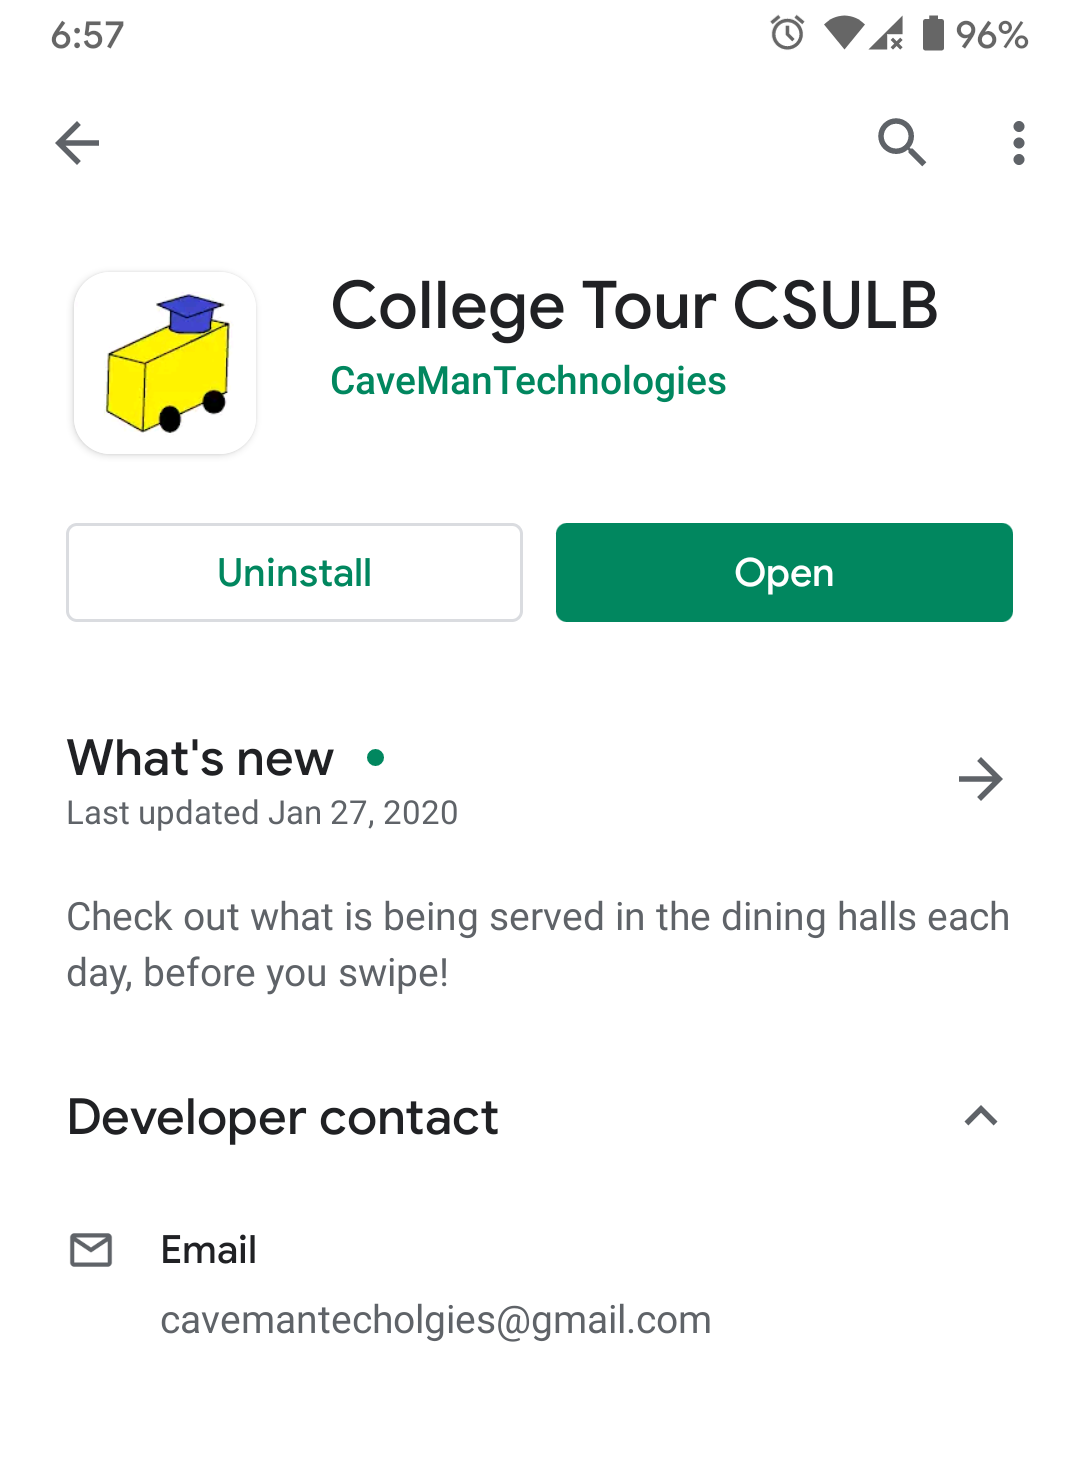 6:57
96%
College Tour CSULB
CaveManTechnologies
Uninstall
Open
What's new
Last updated Jan 27, 2020
Check out what is being served in the dining halls each
day, before you swipe!
Developer contact
Email
cavemantecholgies@gmail.com